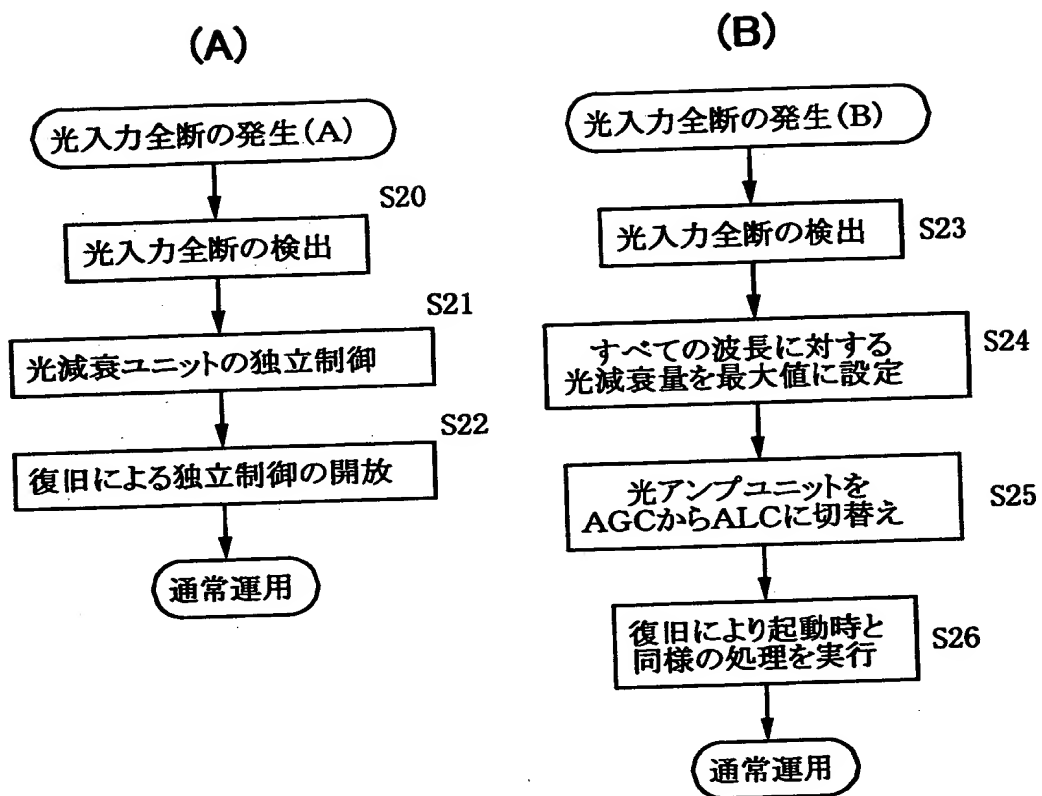 (A)
光入力全断の発生(A)
S20
光入力全断の検出
S21
光減衰ユニットの独立制御
S22
復旧による独立制御の開放
通常運用
(B)
光入力全断の発生(B)
光入力全断の検出
S23
すべての波長に対する
光減衰量を最大値に設定
S24
光アンプユニットを
AGCからALCに切替え
S25
復旧により起動時と
同様の処理を実行
S26
通常運用